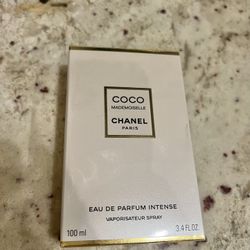 COCO
MADEMOISELLE
CHANEL
PARIS
EAU DE PARFUM INTENSE
VAPORISATEUR SPRAY
100 ml
3.4 FL.OZ.